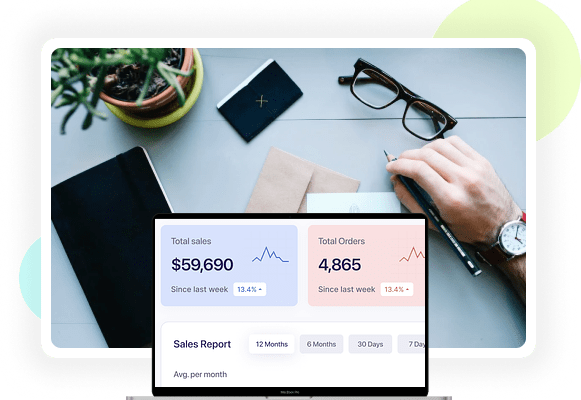 Total sales
$59,690
Since last week 13.4%
Total Orders
4,865
Since last week 13.4%
Sales Report
12 Months
6 Months
30 Days
7 Day
Avg. per month